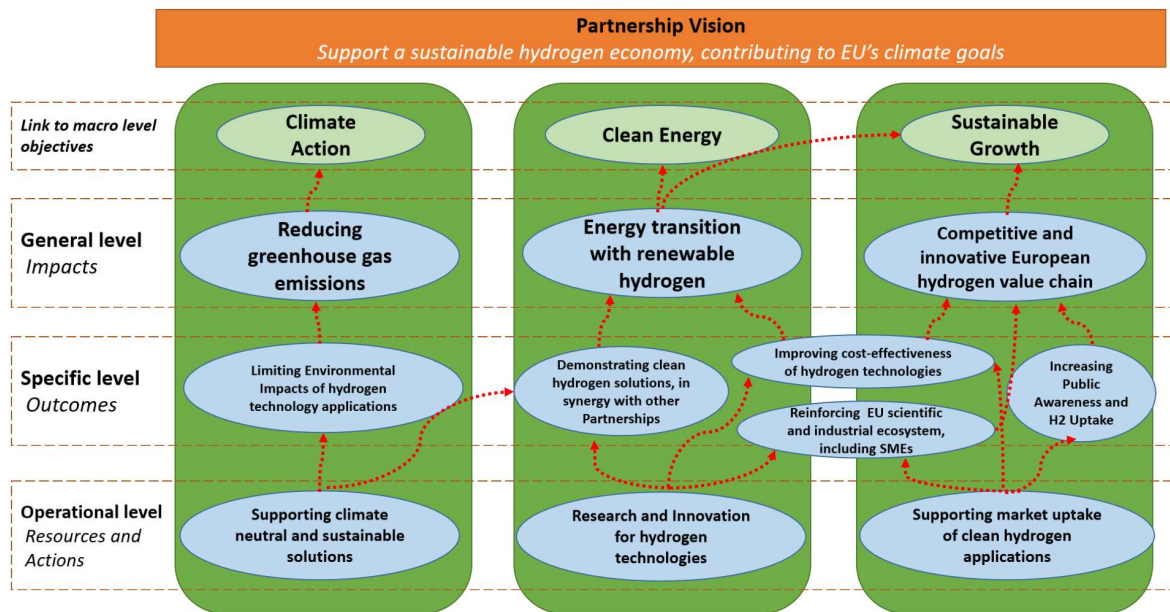 Partnership Vision
Support a sustainable hydrogen economy, contributing to EU's climate goals
Link to macro level
objectives
Climate
Action
Clean Energy
Sustainable
Growth
General level
Impacts
Reducing
greenhouse gas
emissions
Energy transition
with renewable
hydrogen
Competitive and
innovative European
hydrogen value chain
Specific level
Outcomes
Limiting Environmental
Impacts of hydrogen
technology applications
Demonstrating clean
hydrogen solutions, in
synergy with other
Partnerships
Improving cost-effectiveness
of hydrogen technologies
Reinforcing EU scientific
and industrial ecosystem,
including SMEs
Increasing
Public
Awareness and
H2 Uptake
Operational level
Resources and
Actions
Supporting climate
neutral and sustainable
solutions
Research and Innovation
for hydrogen
technologies
Supporting market uptake
of clean hydrogen
applications